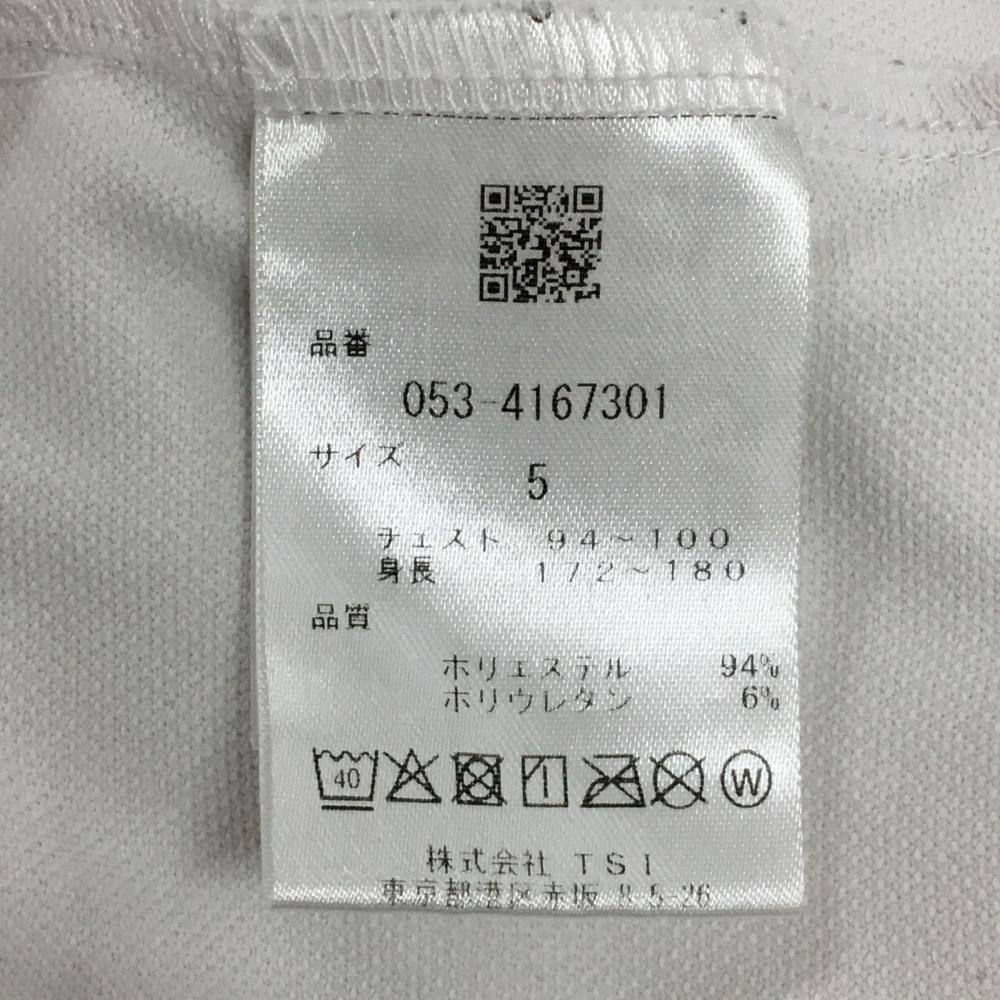 品番
053-4167301
サイズ
5
チェスト 94~100
身長 172~180
品質
ポリエステル 94%
ポリウレタン 6%
40
W
株式会社 TSI
東京都港区赤坂 8-5-26